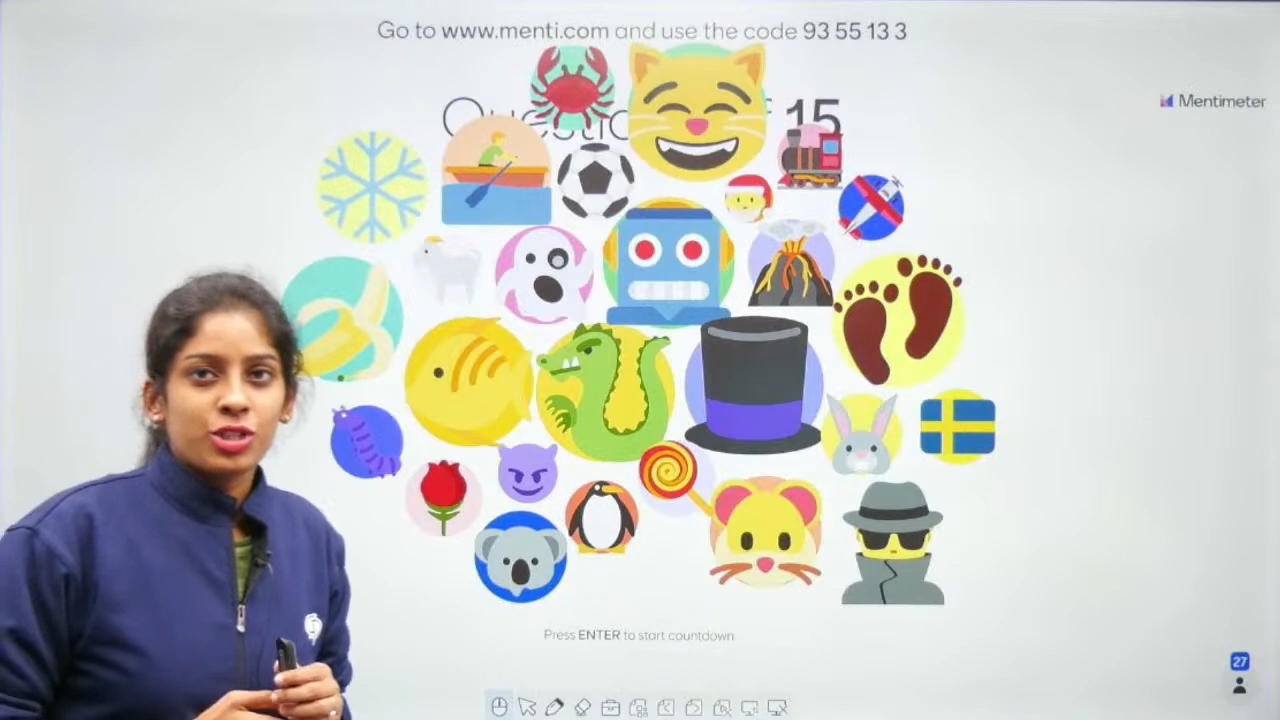 Go to www.menti.com and use the code 93 55 13 3
Mentimeter
15
Press ENTER to start countdown
27